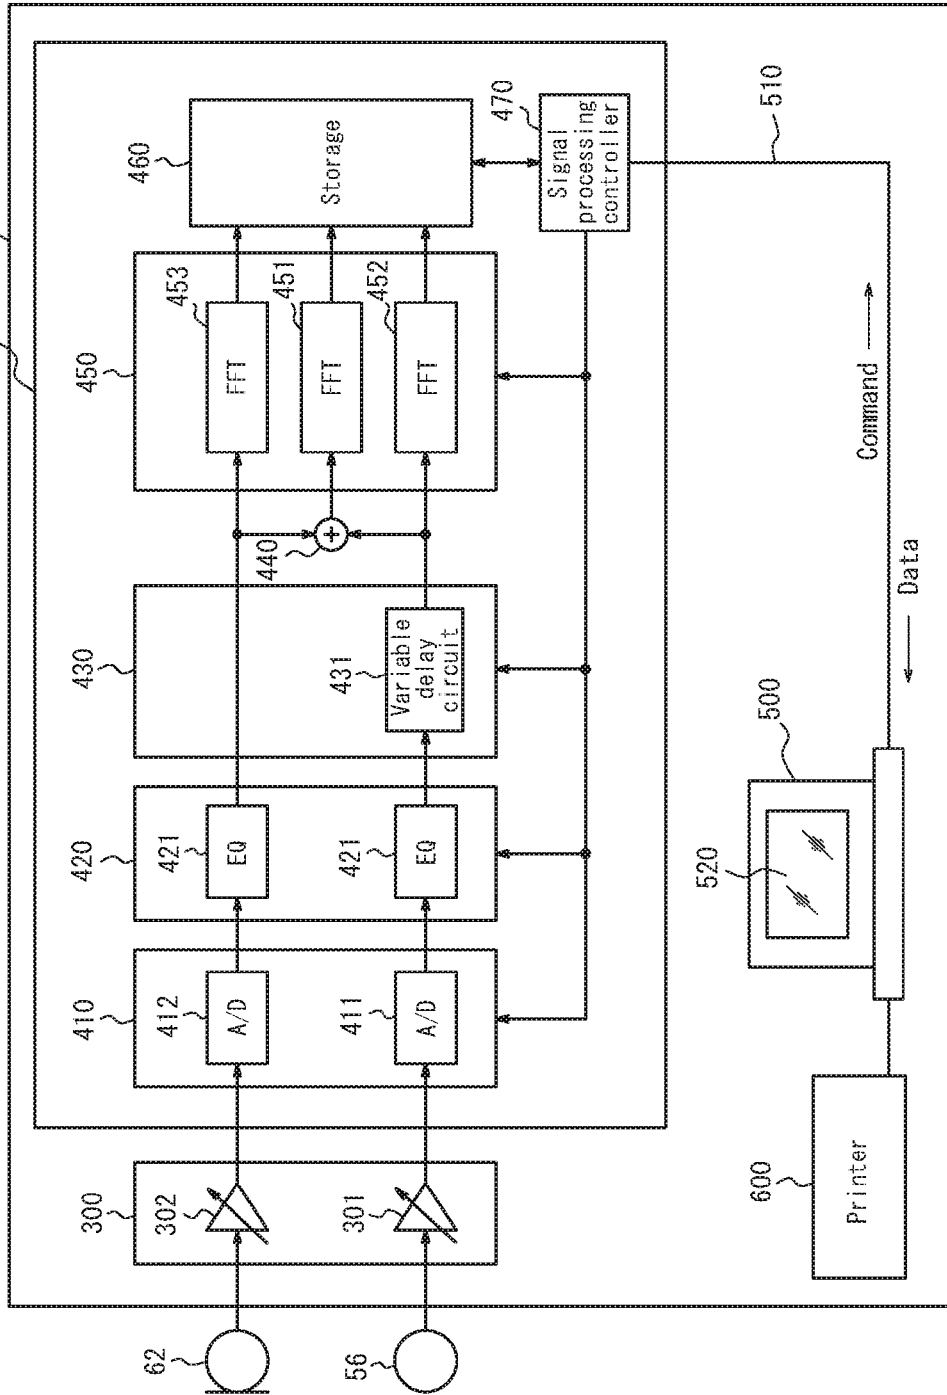 62
56
300
302
301
410
412
A/D
411
A/D
420
421
EQ
421
EQ
430
431
Variable
delay
circuit
440
+
450
453
FFT
451
FFT
452
FFT
460
Storage
470
Signal
processing
controller
510
Command
Data
500
520
600
Printer